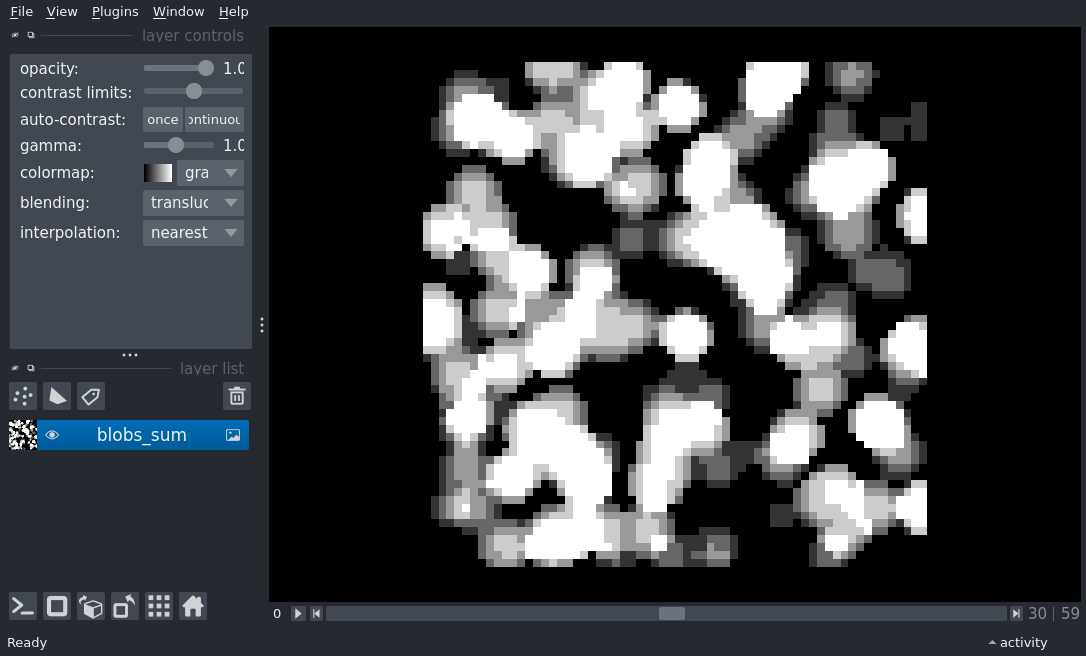 File View Plugins Window Help
layer controls
opacity: 1.0
contrast limits:
auto-contrast: once ontinuou
gamma: 1.0
colormap: gra
blending: transluc
interpolation: nearest
layer list
blobs_sum
0 30 59
Ready activity